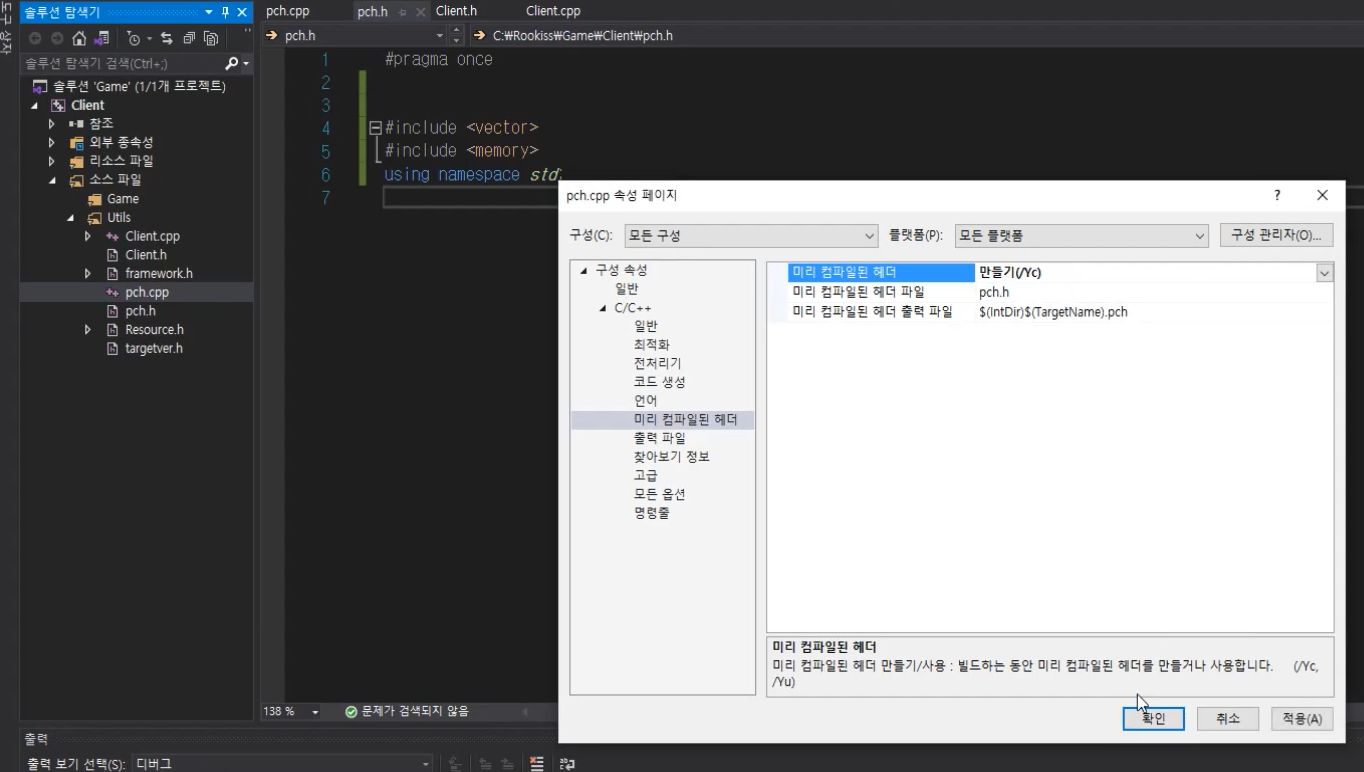 도구 상자
솔루션 탐색기
솔루션 탐색기 검색(Ctrl+;)
솔루션 'Game' (1/1개 프로젝트)
Client
참조
외부 종속성
리소스 파일
소스 파일
Game
Utils
Client.cpp
Client.h
framework.h
pch.cpp
pch.h
Resource.h
targetver.h
pch.cpp
pch.h
Client.h
Client.cpp
pch.h
C:₩Rookiss₩Game₩Client₩pch.h
1 #pragma once
2
3
4 #include <vector>
5 #include <memory>
6 using namespace std;
7
138 %
문제가 검색되지 않음
pch.cpp 속성 페이지
?
구성(C):
모든 구성
플랫폼(P):
모든 플랫폼
구성 관리자(O)...
구성 속성
일반
C/C++
일반
최적화
전처리기
코드 생성
언어
미리 컴파일된 헤더
출력 파일
찾아보기 정보
고급
모든 옵션
명령줄
미리 컴파일된 헤더 만들기(/Yc)
미리 컴파일된 헤더 파일 pch.h
미리 컴파일된 헤더 출력 파일 $(IntDir)$(TargetName).pch
미리 컴파일된 헤더
미리 컴파일된 헤더 만들기/사용 : 빌드하는 동안 미리 컴파일된 헤더를 만들거나 사용합니다. (/Yc,
/Yu)
확인
취소
적용(A)
출력
출력 보기 선택(S): 디버그